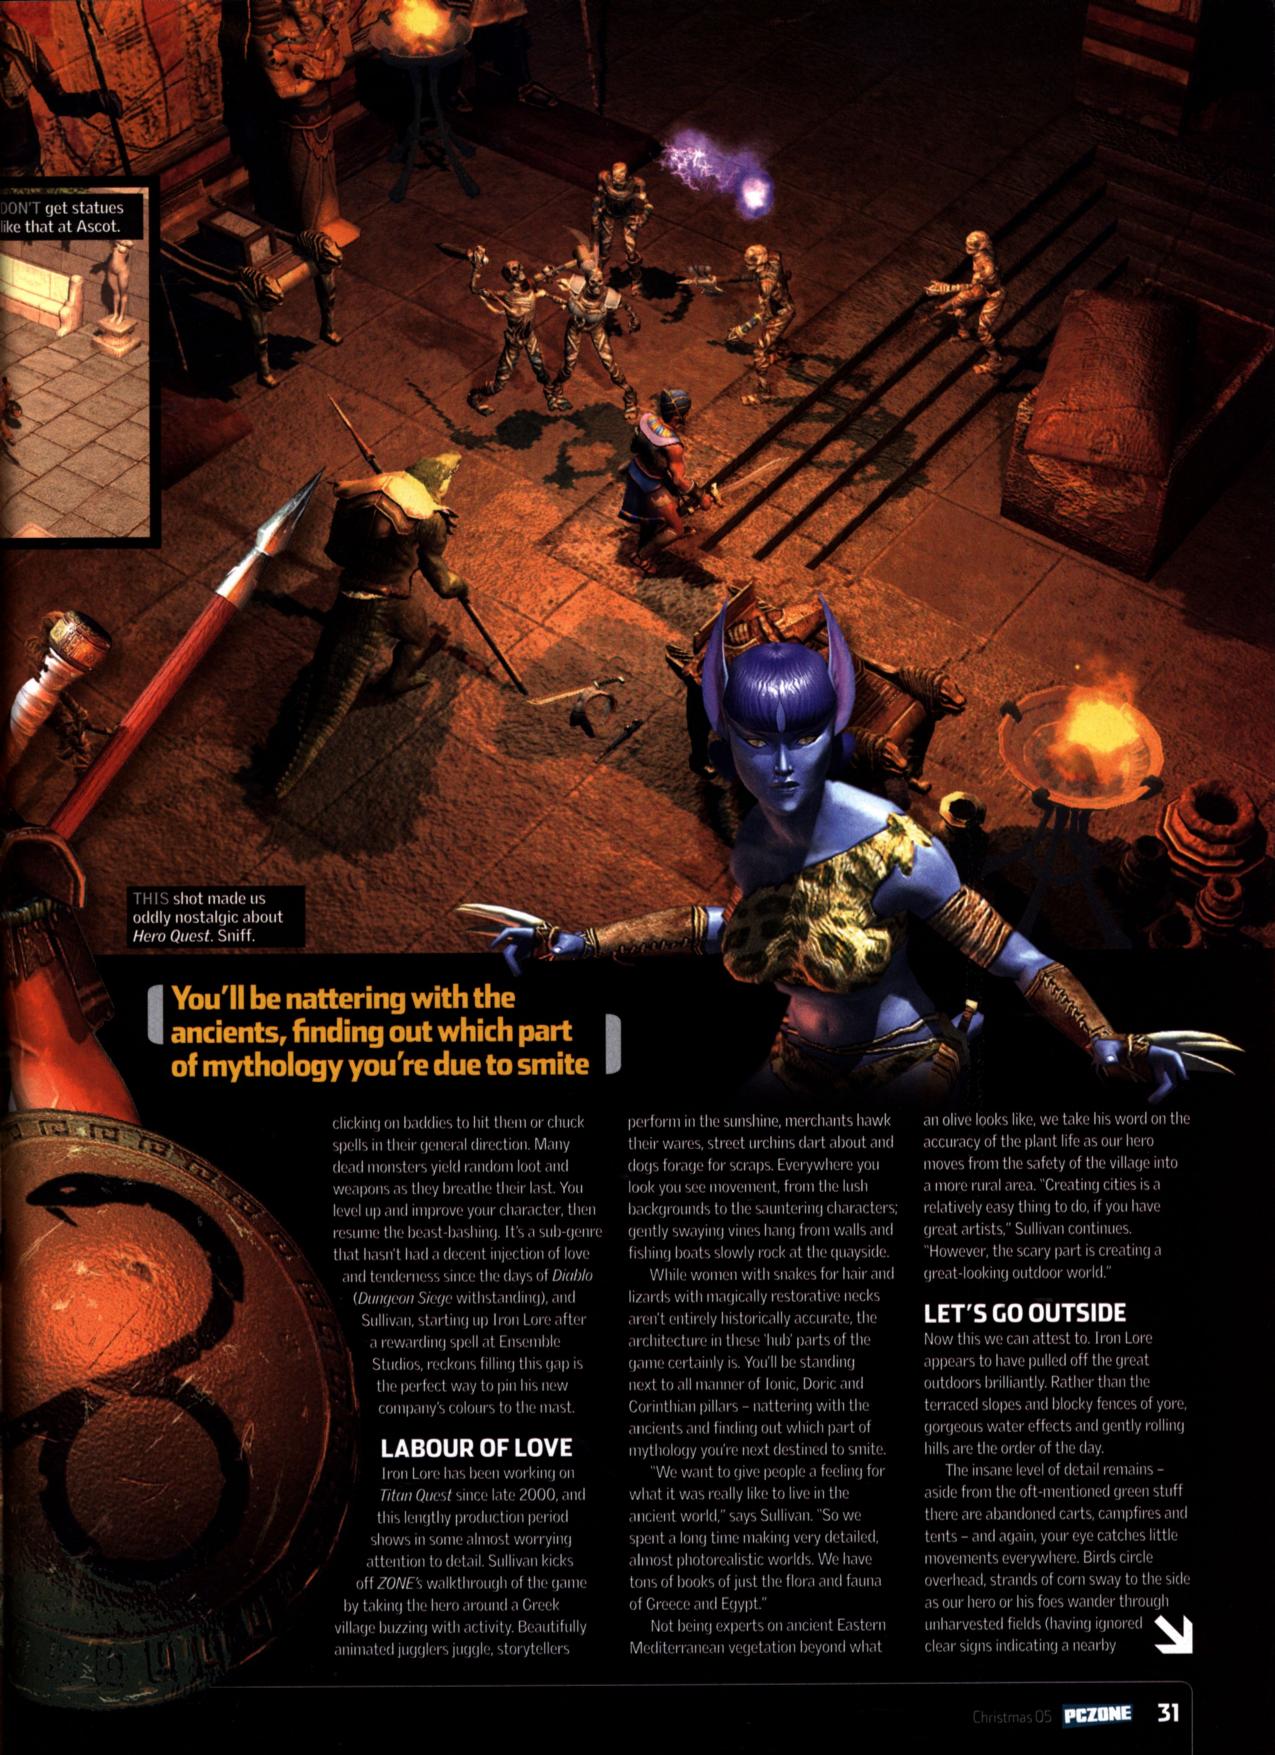 DON'T get statues
like that at Ascot.
THIS shot made us
oddly nostalgic about
Hero Quest. Sniff.
You'll be nattering with the
ancients, finding out which part
of mythology you're due to smite
clicking on baddies to hit them or chuck
spells in their general direction. Many
dead monsters yield random loot and
weapons as they breathe their last. You
level up and improve your character, then
resume the beast-bashing. It's a sub-genre
that hasn't had a decent injection of love
and tenderness since the days of Diablo
(Dungeon Siege withstanding), and
Sullivan, starting up Iron Lore after
a rewarding spell at Ensemble
Studios, reckons filling this gap is
the perfect way to pin his new
company's colours to the mast.
LABOUR OF LOVE
Iron Lore has been working on
Titan Quest since late 2000, and
this lengthy production period
shows in some almost worrying
attention to detail. Sullivan kicks
off ZONE's walkthrough of the game
by taking the hero around a Greek
village buzzing with activity. Beautifully
animated jugglers juggle, storytellers
perform in the sunshine, merchants hawk
their wares, street urchins dart about and
dogs forage for scraps. Everywhere you
look you see movement, from the lush
backgrounds to the sauntering characters;
gently swaying vines hang from walls and
fishing boats slowly rock at the quayside.
While women with snakes for hair and
lizards with magically restorative necks
aren't entirely historically accurate, the
architecture in these 'hub' parts of the
game certainly is. You'll be standing
next to all manner of Ionic, Doric and
Corinthian pillars – nattering with the
ancients and finding out which part of
mythology you're next destined to smite.
"We want to give people a feeling for
what it was really like to live in the
ancient world," says Sullivan. "So we
spent a long time making very detailed,
almost photorealistic worlds. We have
tons of books of just the flora and fauna
of Greece and Egypt."
Not being experts on ancient Eastern
Mediterranean vegetation beyond what
an olive looks like, we take his word on the
accuracy of the plant life as our hero
moves from the safety of the village into
a more rural area. "Creating cities is a
relatively easy thing to do, if you have
great artists," Sullivan continues.
"However, the scary part is creating a
great-looking outdoor world."
LET'S GO OUTSIDE
Now this we can attest to. Iron Lore
appears to have pulled off the great
outdoors brilliantly. Rather than the
terraced slopes and blocky fences of yore,
gorgeous water effects and gently rolling
hills are the order of the day.
The insane level of detail remains –
aside from the oft-mentioned green stuff
there are abandoned carts, campfires and
tents – and again, your eye catches little
movements everywhere. Birds circle
overhead, strands of corn sway to the side
as our hero or his foes wander through
unharvested fields (having ignored
clear signs indicating a nearby
Christmas 05 PCZONE 31